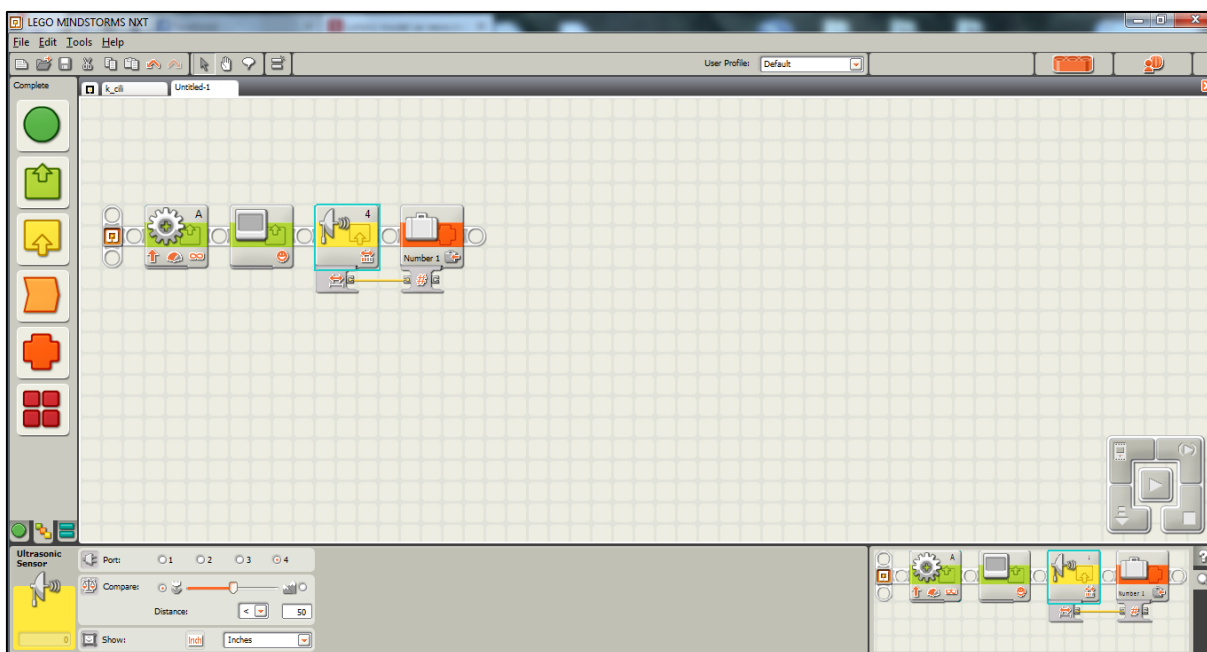 LEGO MINDSTORMS NXT
File Edit Tools Help
User Profile: Default
Complete
k_cili Untitled-1
A 4
Number 1
#
Ultrasonic Sensor
Port: 1 2 3 4
A
Compare:
Distance: < 50
Number 1
#
0
Show: Inch Inches